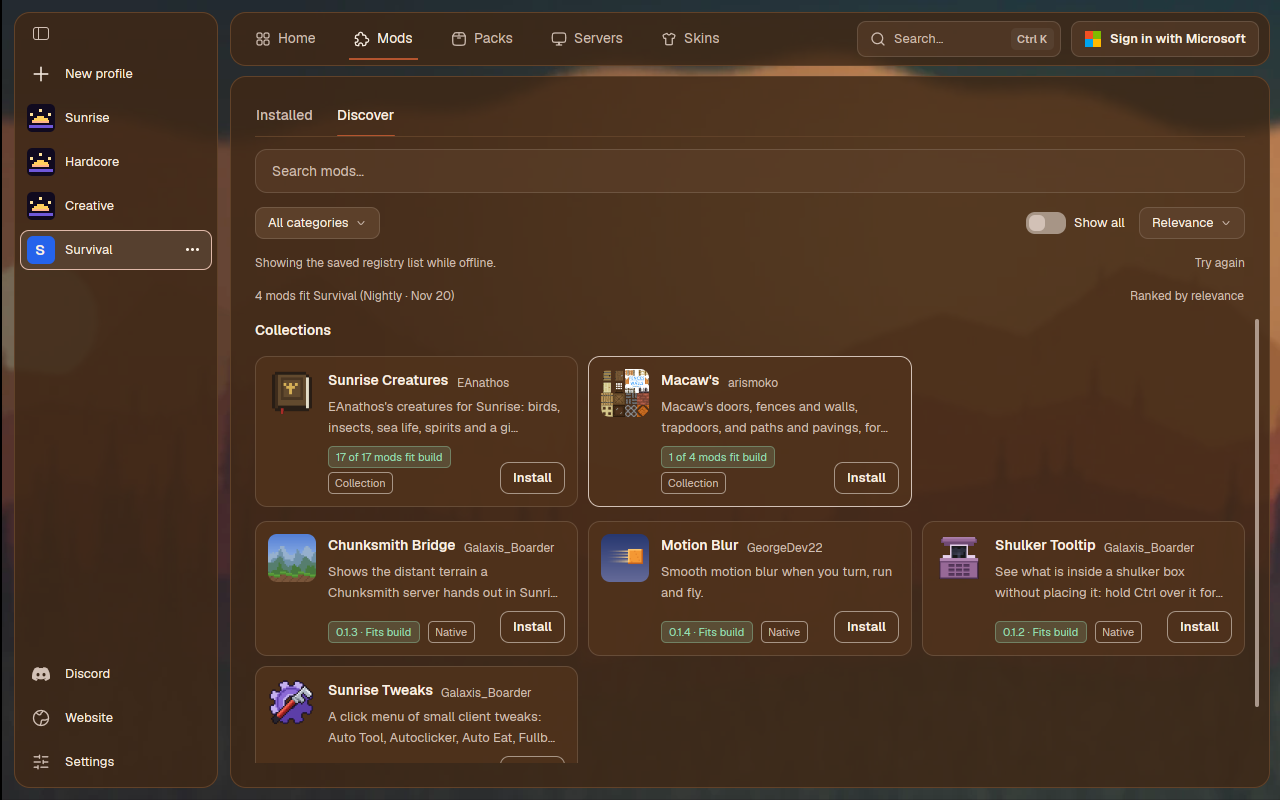 Home
Mods
Packs
Servers
Skins
Search...
Ctrl K
Sign in with Microsoft
New profile
Sunrise
Hardcore
Creative
S
Survival
Discord
Website
Settings
Installed
Discover
Search mods...
All categories
Show all
Relevance
Showing the saved registry list while offline.
Try again
4 mods fit Survival (Nightly · Nov 20)
Ranked by relevance
Collections
Sunrise Creatures EAnathos
EAnathos's creatures for Sunrise: birds,
insects, sea life, spirits and a gi...
17 of 17 mods fit build
Collection
Install
Macaw's arismoko
Macaw's doors, fences and walls,
trapdoors, and paths and pavings, for...
1 of 4 mods fit build
Collection
Install
Chunksmith Bridge Galaxis_Boarder
Shows the distant terrain a
Chunksmith server hands out in Sunri...
0.1.3 · Fits build
Native
Install
Motion Blur GeorgeDev22
Smooth motion blur when you turn, run
and fly.
0.1.4 · Fits build
Native
Install
Shulker Tooltip Galaxis_Boarder
See what is inside a shulker box
without placing it: hold Ctrl over it for...
0.1.2 · Fits build
Native
Install
Sunrise Tweaks Galaxis_Boarder
A click menu of small client tweaks:
Auto Tool, Autoclicker, Auto Eat, Fullb...